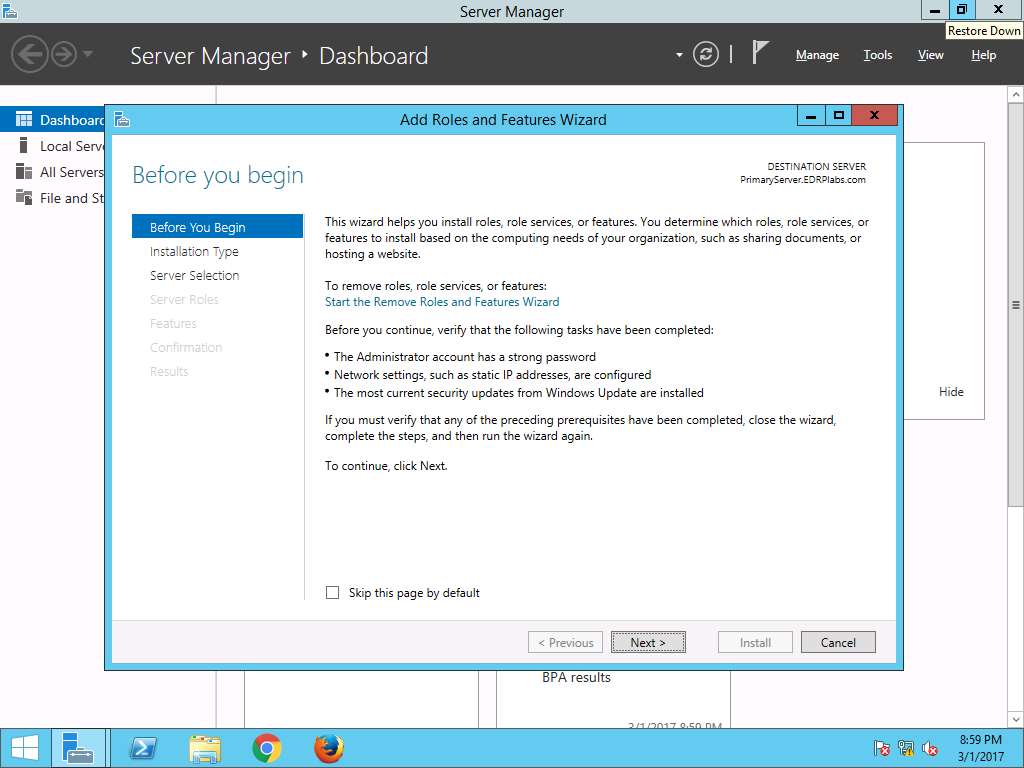 Server Manager
Restore Down
Server Manager ‣ Dashboard
Manage Tools View Help
Dashboard
Local Serve
All Servers
File and St
Add Roles and Features Wizard
Before you begin
DESTINATION SERVER
PrimaryServer.EDRPlabs.com
Before You Begin
Installation Type
Server Selection
Server Roles
Features
Confirmation
Results
This wizard helps you install roles, role services, or features. You determine which roles, role services, or
features to install based on the computing needs of your organization, such as sharing documents, or
hosting a website.
To remove roles, role services, or features:
Start the Remove Roles and Features Wizard
Before you continue, verify that the following tasks have been completed:
• The Administrator account has a strong password
• Network settings, such as static IP addresses, are configured
• The most current security updates from Windows Update are installed
If you must verify that any of the preceding prerequisites have been completed, close the wizard,
complete the steps, and then run the wizard again.
To continue, click Next.
Skip this page by default
< Previous Next > Install Cancel
Hide
BPA results
3/1/2017 8:59 PM
8:59 PM
3/1/2017